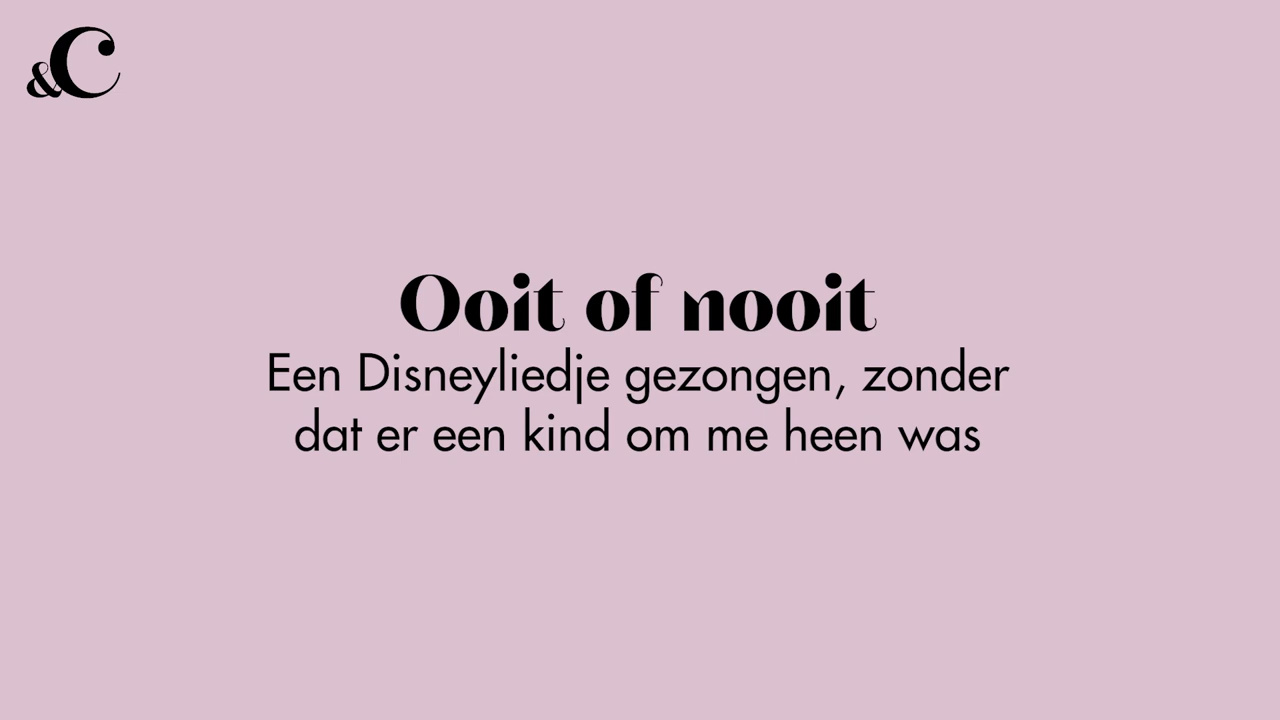 &C
Ooit of nooit
Een Disneyliedje gezongen, zonder
dat er een kind om me heen was